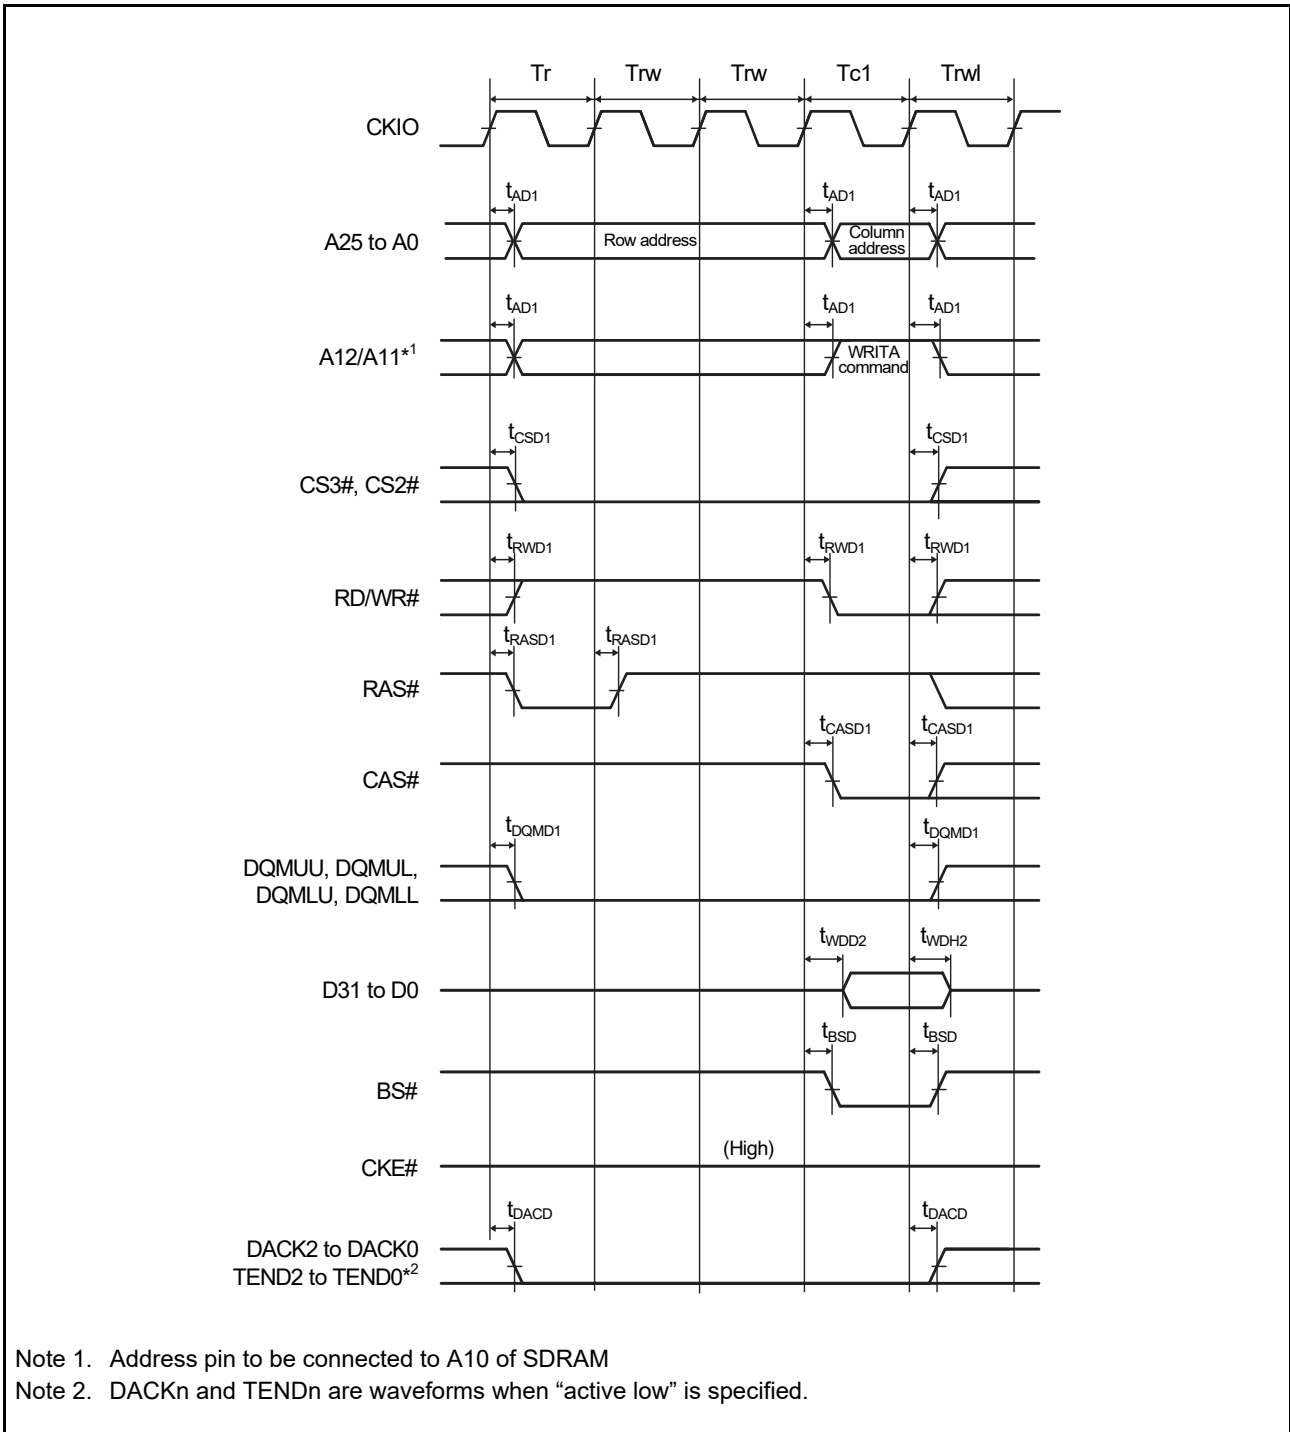 Tr Trw Trw Tc1 Trwl
CKIO
tAD1 tAD1 tAD1
A25 to A0 Row address Column address
tAD1 tAD1 tAD1
A12/A11*1 WRITA command
tCSD1 tCSD1
CS3#, CS2#
tRWD1 tRWD1 tRWD1
RD/WR#
tRASD1 tRASD1
RAS#
tCASD1 tCASD1
CAS#
tDQMD1 tDQMD1
DQMUU, DQMUL,
DQMLU, DQMLL
tWDD2 tWDH2
D31 to D0
tBSD tBSD
BS#
(High)
CKE#
tDACD tDACD
DACK2 to DACK0
TEND2 to TEND0*2
Note 1. Address pin to be connected to A10 of SDRAM
Note 2. DACKn and TENDn are waveforms when “active low” is specified.